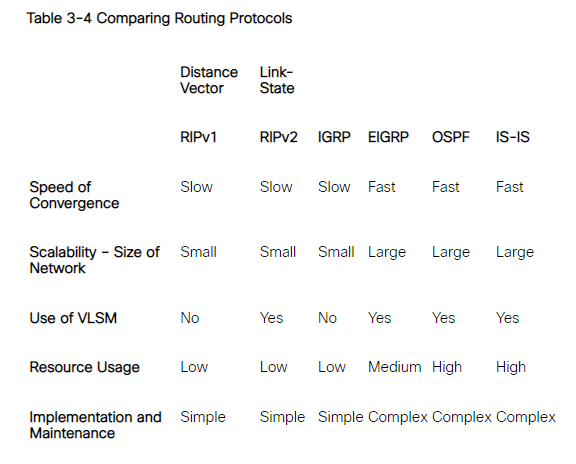 Table 3-4 Comparing Routing Protocols
Distance Link-
Vector State
RIPv1 RIPv2 IGRP EIGRP OSPF IS-IS
Speed of Slow Slow Slow Fast Fast Fast
Convergence
Scalability – Size of Small Small Small Large Large Large
Network
Use of VLSM No Yes No Yes Yes Yes
Resource Usage Low Low Low Medium High High
Implementation and Simple Simple Simple Complex Complex Complex
Maintenance